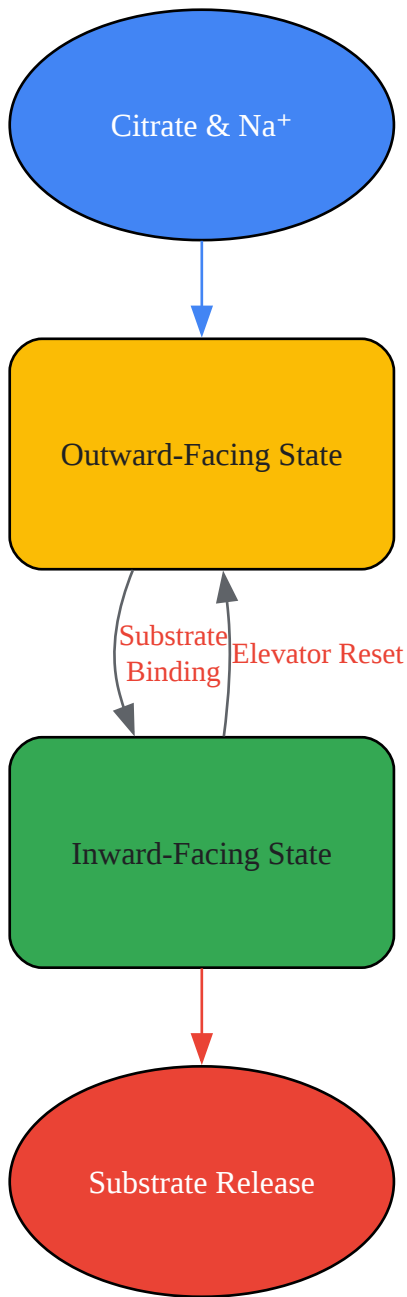 Citrate & Na⁺
Outward-Facing State
Substrate
Binding
Elevator Reset
Inward-Facing State
Substrate Release